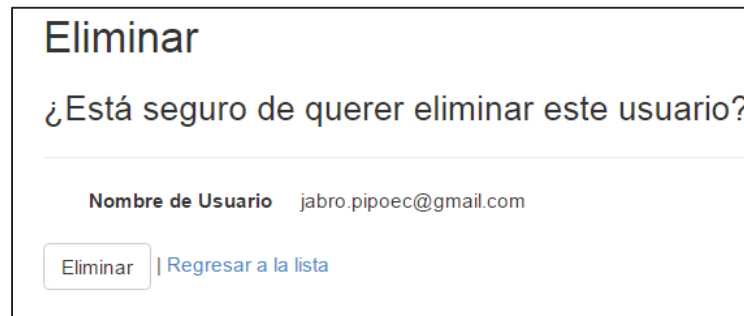 Eliminar
¿Está seguro de querer eliminar este usuario?
Nombre de Usuario jabro.pipoec@gmail.com
Eliminar | Regresar a la lista